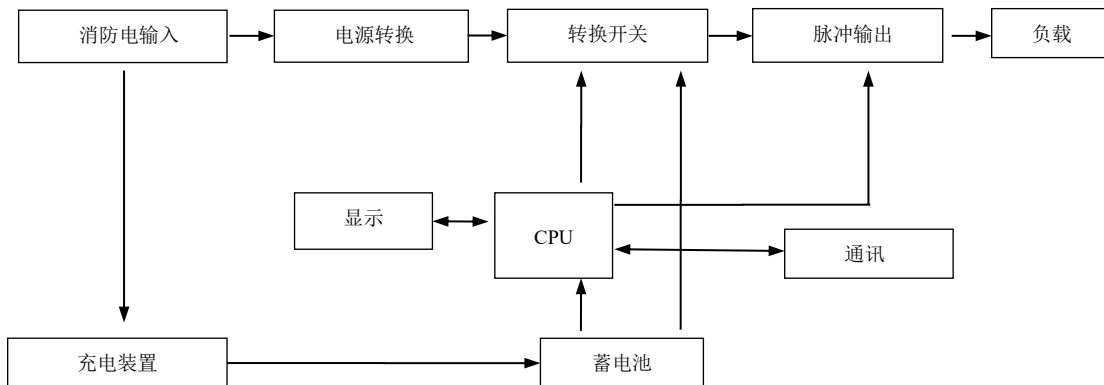 消防电输入
电源转换
转换开关
脉冲输出
负载
显示
CPU
通讯
充电装置
蓄电池